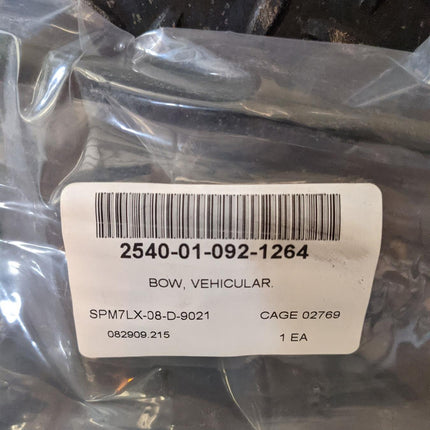 2540-01-092-1264
BOW, VEHICULAR.
SPM7LX-08-D-9021 CAGE 02769
082909.215 1 EA